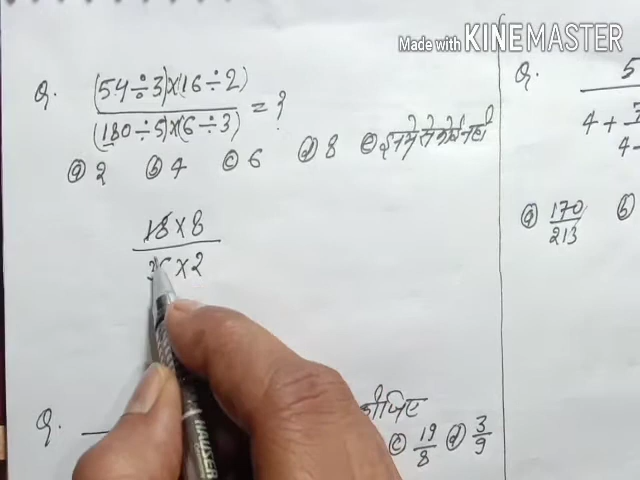 Made with KINEMASTER
Q. (54÷3)×(16÷2) / (180÷5)×(6÷3) = ?
ⓐ 2 ⓑ 4 ⓒ 6 ⓓ 8 ⓔ इनमें से कोई नहीं
18 × 8 / 36 × 2
Q.
ⓒ 19/8 ⓓ 3/9
Q. 5
4 +
4 -
ⓐ 170/213 ⓑ